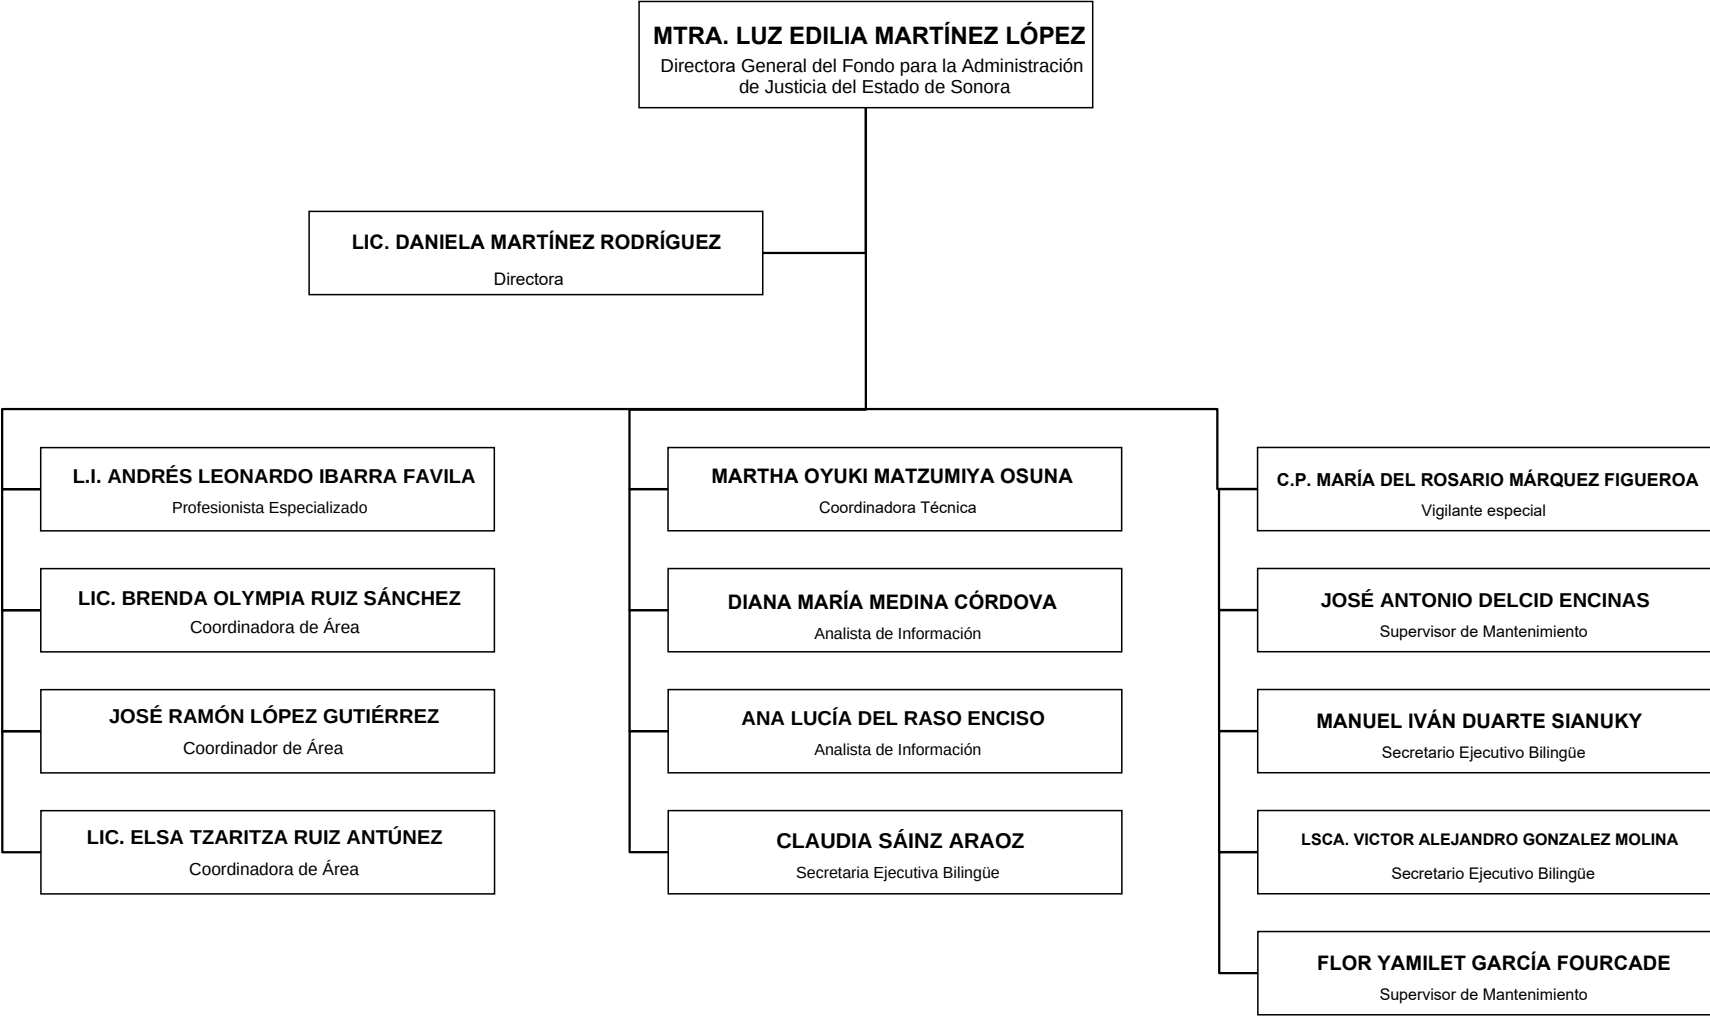 MTRA. LUZ EDILIA MARTÍNEZ LÓPEZ
Directora General del Fondo para la Administración
de Justicia del Estado de Sonora
LIC. DANIELA MARTÍNEZ RODRÍGUEZ
Directora
L.I. ANDRÉS LEONARDO IBARRA FAVILA
Profesionista Especializado
LIC. BRENDA OLYMPIA RUIZ SÁNCHEZ
Coordinadora de Área
JOSÉ RAMÓN LÓPEZ GUTIÉRREZ
Coordinador de Área
LIC. ELSA TZARITZA RUIZ ANTÚNEZ
Coordinadora de Área
MARTHA OYUKI MATZUMIYA OSUNA
Coordinadora Técnica
DIANA MARÍA MEDINA CÓRDOVA
Analista de Información
ANA LUCÍA DEL RASO ENCISO
Analista de Información
CLAUDIA SÁINZ ARAOZ
Secretaria Ejecutiva Bilingüe
C.P. MARÍA DEL ROSARIO MÁRQUEZ FIGUEROA
Vigilante especial
JOSÉ ANTONIO DELCID ENCINAS
Supervisor de Mantenimiento
MANUEL IVÁN DUARTE SIANUKY
Secretario Ejecutivo Bilingüe
LSCA. VICTOR ALEJANDRO GONZALEZ MOLINA
Secretario Ejecutivo Bilingüe
FLOR YAMILET GARCÍA FOURCADE
Supervisor de Mantenimiento